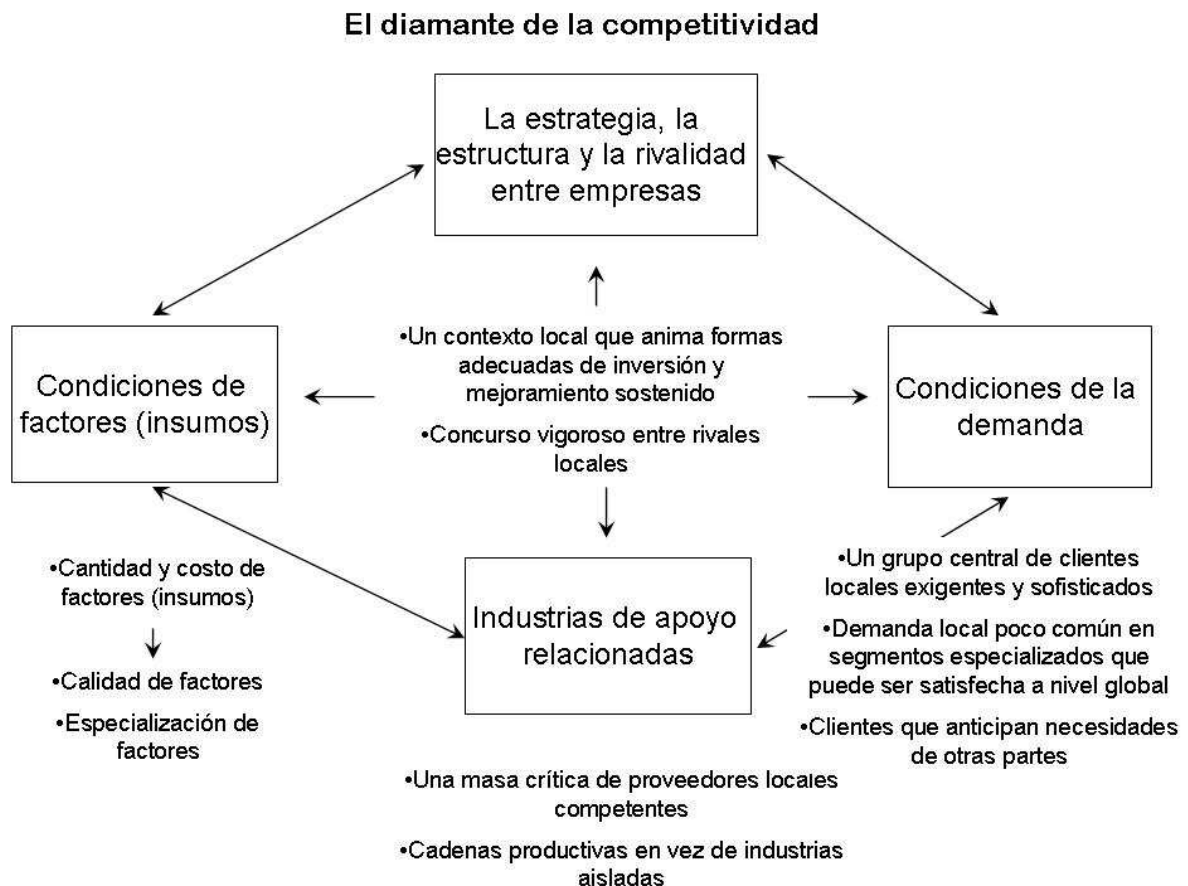 El diamante de la competitividad
La estrategia, la
estructura y la rivalidad
entre empresas
•Un contexto local que anima formas
adecuadas de inversión y
mejoramiento sostenido
•Concurso vigoroso entre rivales
locales
Condiciones de
factores (insumos)
Condiciones de la
demanda
•Cantidad y costo de
factores (insumos)
•Calidad de factores
•Especialización de
factores
Industrias de apoyo
relacionadas
•Un grupo central de clientes
locales exigentes y sofisticados
•Demanda local poco común en
segmentos especializados que
puede ser satisfecha a nivel global
•Clientes que anticipan necesidades
de otras partes
•Una masa crítica de proveedores locales
competentes
•Cadenas productivas en vez de industrias
aisladas